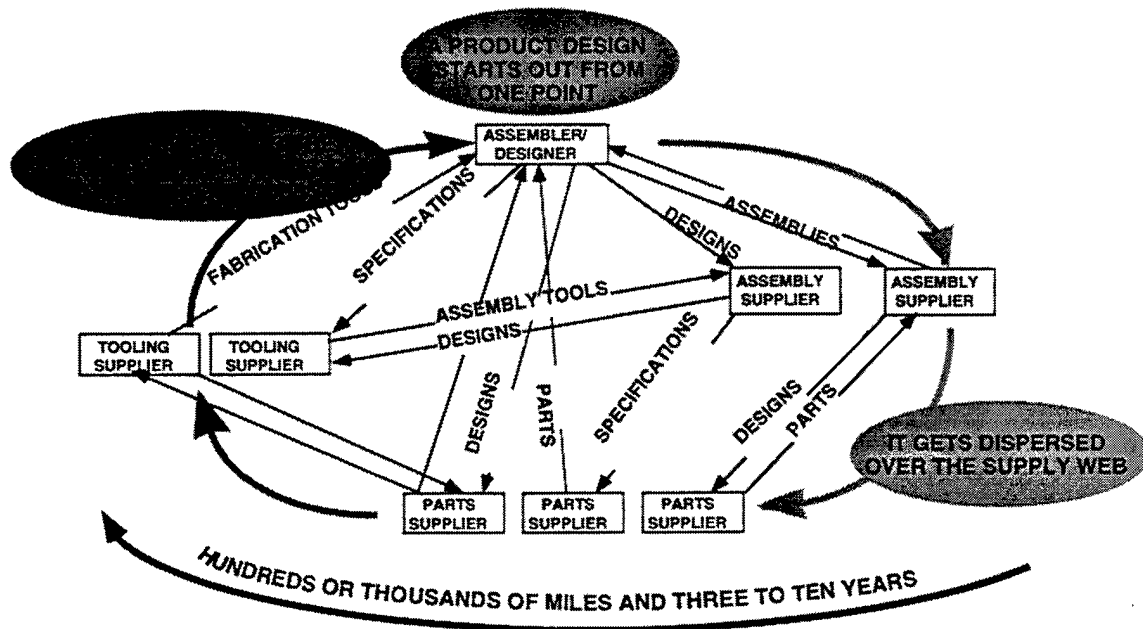 A PRODUCT DESIGN
STARTS OUT FROM
ONE POINT
ASSEMBLER/
DESIGNER
FABRICATION TOOLS
SPECIFICATIONS
DESIGNS
ASSEMBLIES
ASSEMBLY
SUPPLIER
ASSEMBLY
SUPPLIER
ASSEMBLY TOOLS
DESIGNS
TOOLING
SUPPLIER
TOOLING
SUPPLIER
DESIGNS
PARTS
SPECIFICATIONS
DESIGNS
PARTS
IT GETS DISPERSED
OVER THE SUPPLY WEB
PARTS
SUPPLIER
PARTS
SUPPLIER
PARTS
SUPPLIER
HUNDREDS OR THOUSANDS OF MILES AND THREE TO TEN YEARS